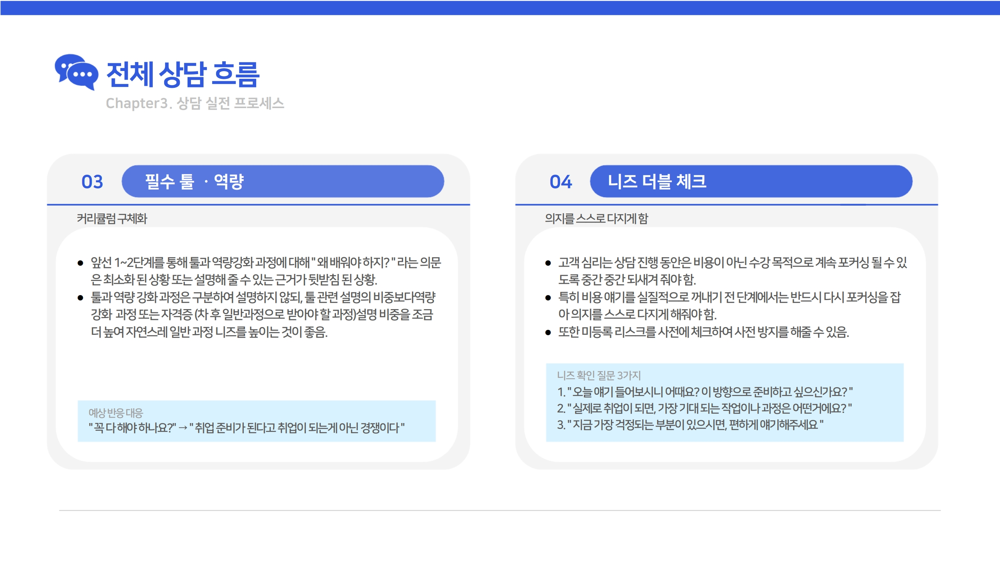 전체 상담 흐름
Chapter3. 상담 실전 프로세스
03
필수 툴 · 역량
커리큘럼 구체화
● 앞선 1~2단계를 통해 툴과 역량강화 과정에 대해 " 왜 배워야 하지? " 라는 의문
은 최소화 된 상황 또는 설명해 줄 수 있는 근거가 뒷받침 된 상황.
● 툴과 역량 강화 과정은 구분하여 설명하지 않되, 툴 관련 설명의 비중보다역량
강화 과정 또는 자격증 (차 후 일반과정으로 받아야 할 과정)설명 비중을 조금
더 높여 자연스레 일반 과정 니즈를 높이는 것이 좋음.
예상 반응 대응
" 꼭 다 해야 하나요?" → " 취업 준비가 된다고 취업이 되는게 아닌 경쟁이다 "
04
니즈 더블 체크
의지를 스스로 다지게 함
● 고객 심리는 상담 진행 동안은 비용이 아닌 수강 목적으로 계속 포커싱 될 수 있
도록 중간 중간 되새겨 줘야 함.
● 특히 비용 얘기를 실질적으로 꺼내기 전 단계에서는 반드시 다시 포커싱을 잡
아 의지를 스스로 다지게 해줘야 함.
● 또한 미등록 리스크를 사전에 체크하여 사전 방지를 해줄 수 있음.
니즈 확인 질문 3가지
1. " 오늘 얘기 들어보시니 어때요? 이 방향으로 준비하고 싶으신가요? "
2. " 실제로 취업이 되면, 가장 기대 되는 작업이나 과정은 어떤거에요? "
3. " 지금 가장 걱정되는 부분이 있으시면, 편하게 얘기해주세요 "